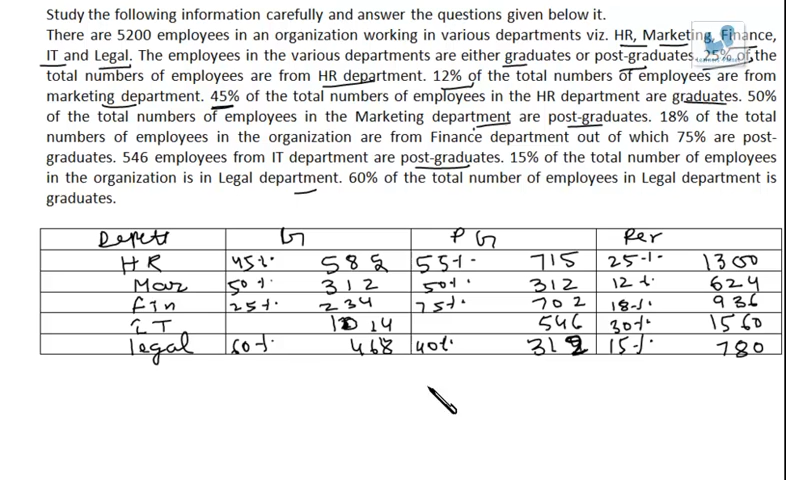 Study the following information carefully and answer the questions given below it.
There are 5200 employees in an organization working in various departments viz. HR, Marketing, Finance,
IT and Legal. The employees in the various departments are either graduates or post-graduates. 25% of the
total numbers of employees are from HR department. 12% of the total numbers of employees are from
marketing department. 45% of the total numbers of employees in the HR department are graduates. 50%
of the total numbers of employees in the Marketing department are post-graduates. 18% of the total
numbers of employees in the organization are from Finance department out of which 75% are post-
graduates. 546 employees from IT department are post-graduates. 15% of the total number of employees
in the organization is in Legal department. 60% of the total number of employees in Legal department is
graduates.
G PG Per
HR 45% 585 55% 715 25% 1300
Mar 50% 312 50% 312 12% 624
Fin 25% 234 75% 702 18% 936
IT 1014 546 30% 1560
legal 60% 468 40% 312 15% 780